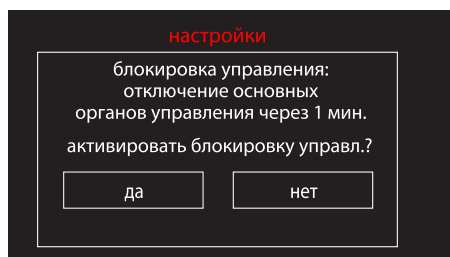 настройки
блокировка управления:
отключение основных
органов управления через 1 мин.
активировать блокировку управл.?
да
нет